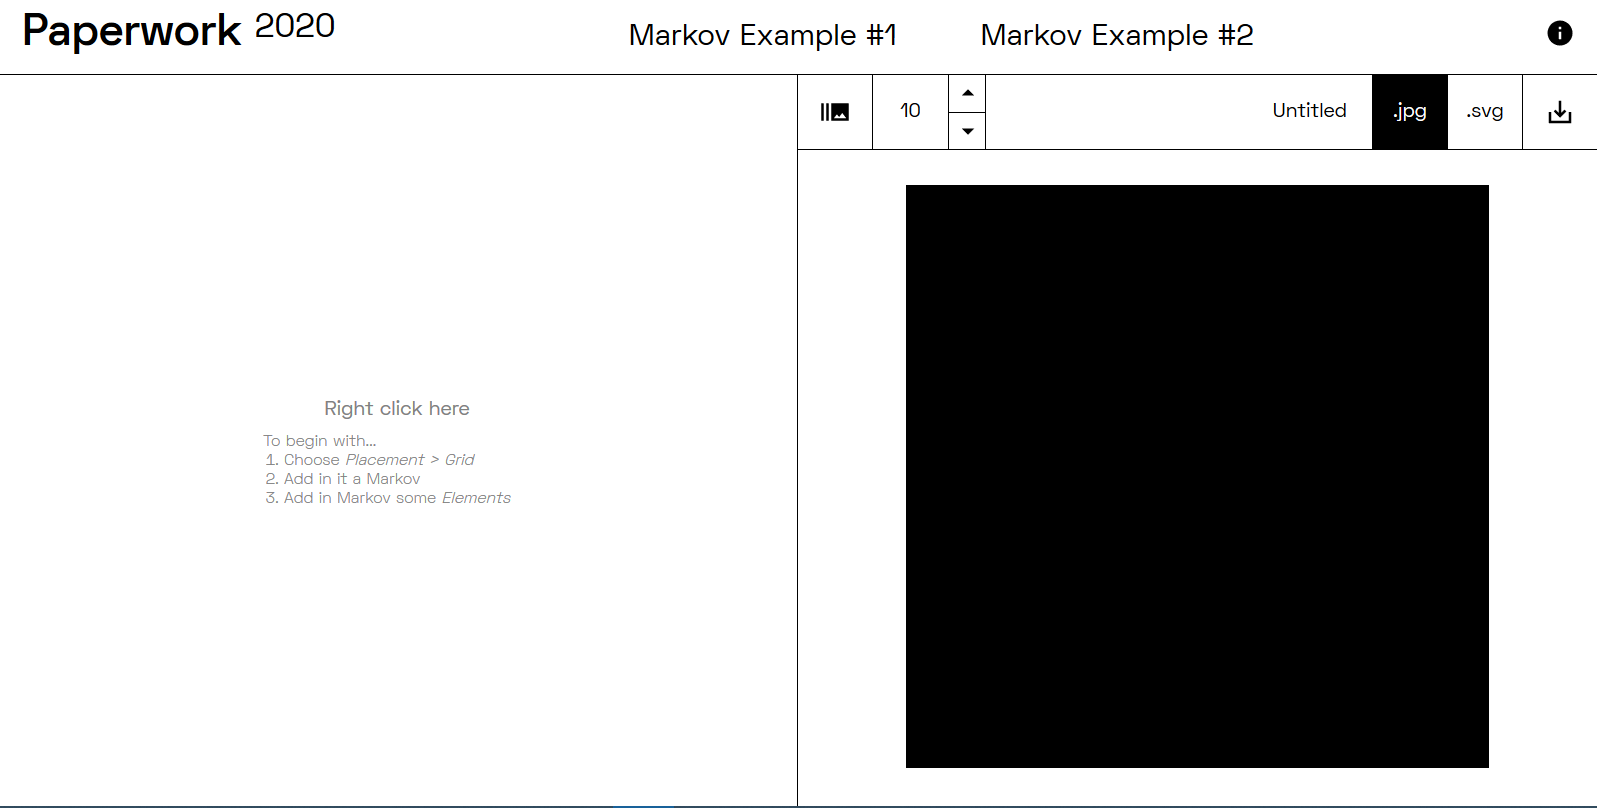 Paperwork 2020
Markov Example #1
Markov Example #2
10
Untitled
.jpg
.svg
Right click here
To begin with...
1. Choose Placement > Grid
2. Add in it a Markov
3. Add in Markov some Elements